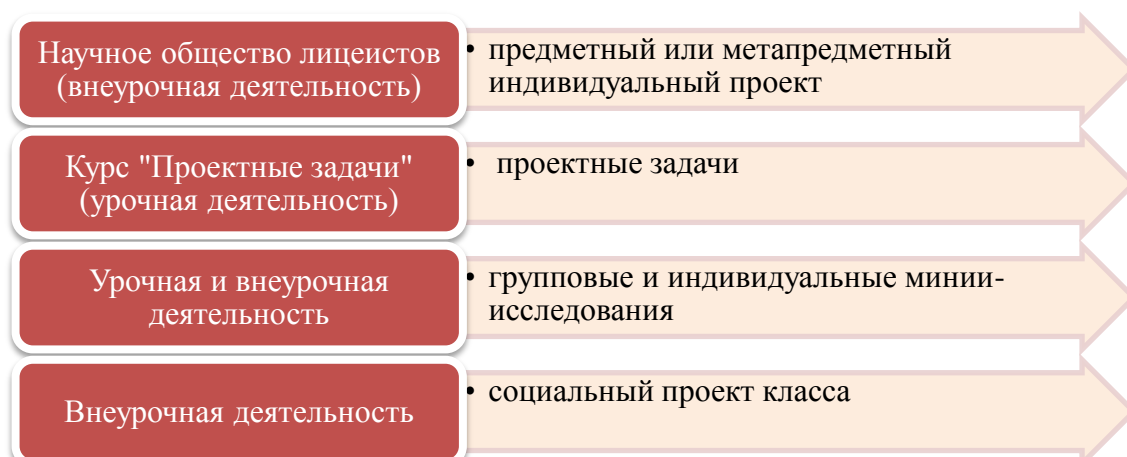 Научное общество лицеистов
(внеурочная деятельность)
• предметный или метапредметный
индивидуальный проект
Курс "Проектные задачи"
(урочная деятельность)
• проектные задачи
Урочная и внеурочная
деятельность
• групповые и индивидуальные минии-
исследования
Внеурочная деятельность
• социальный проект класса